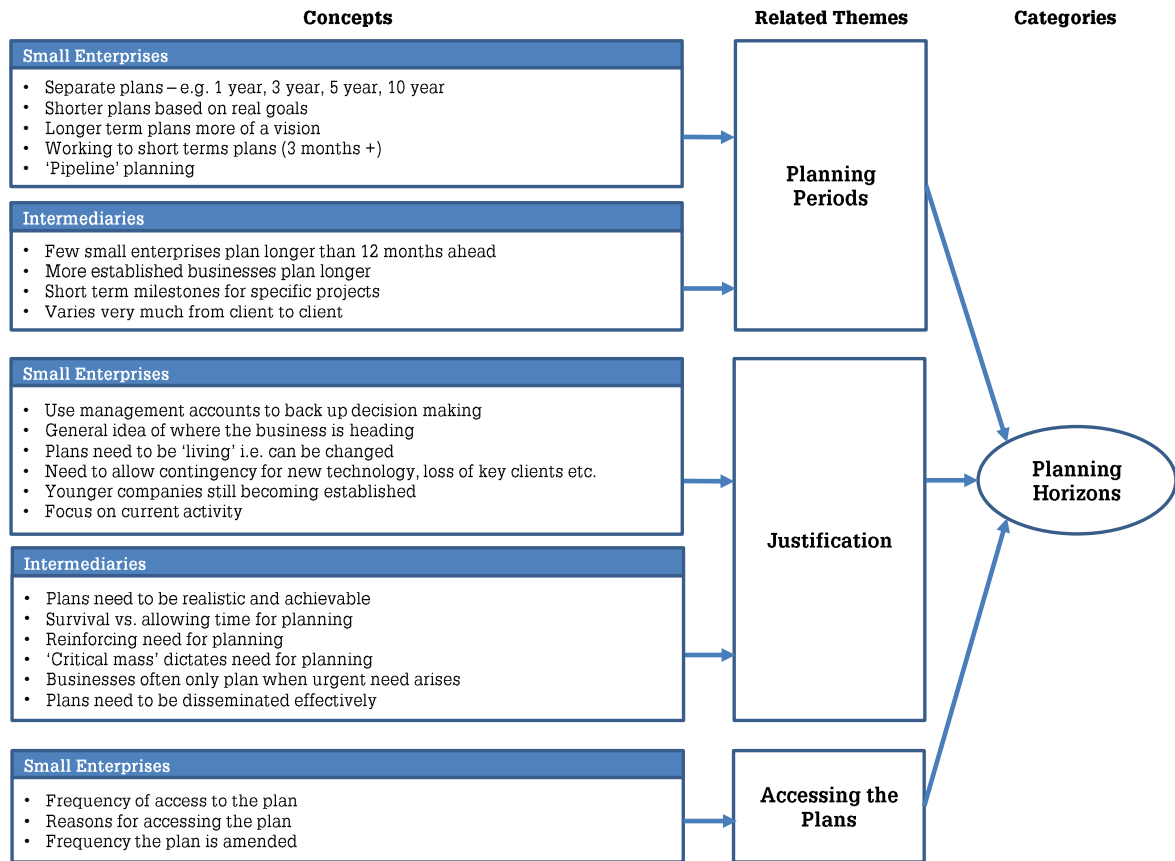 Concepts
Related Themes
Categories
Small Enterprises
• Separate plans – e.g. 1 year, 3 year, 5 year, 10 year
• Shorter plans based on real goals
• Longer term plans more of a vision
• Working to short terms plans (3 months +)
• ‘Pipeline’ planning
Intermediaries
• Few small enterprises plan longer than 12 months ahead
• More established businesses plan longer
• Short term milestones for specific projects
• Varies very much from client to client
Planning
Periods
Small Enterprises
• Use management accounts to back up decision making
• General idea of where the business is heading
• Plans need to be ‘living’ i.e. can be changed
• Need to allow contingency for new technology, loss of key clients etc.
• Younger companies still becoming established
• Focus on current activity
Intermediaries
• Plans need to be realistic and achievable
• Survival vs. allowing time for planning
• Reinforcing need for planning
• ‘Critical mass’ dictates need for planning
• Businesses often only plan when urgent need arises
• Plans need to be disseminated effectively
Justification
Small Enterprises
• Frequency of access to the plan
• Reasons for accessing the plan
• Frequency the plan is amended
Accessing the
Plans
Planning
Horizons